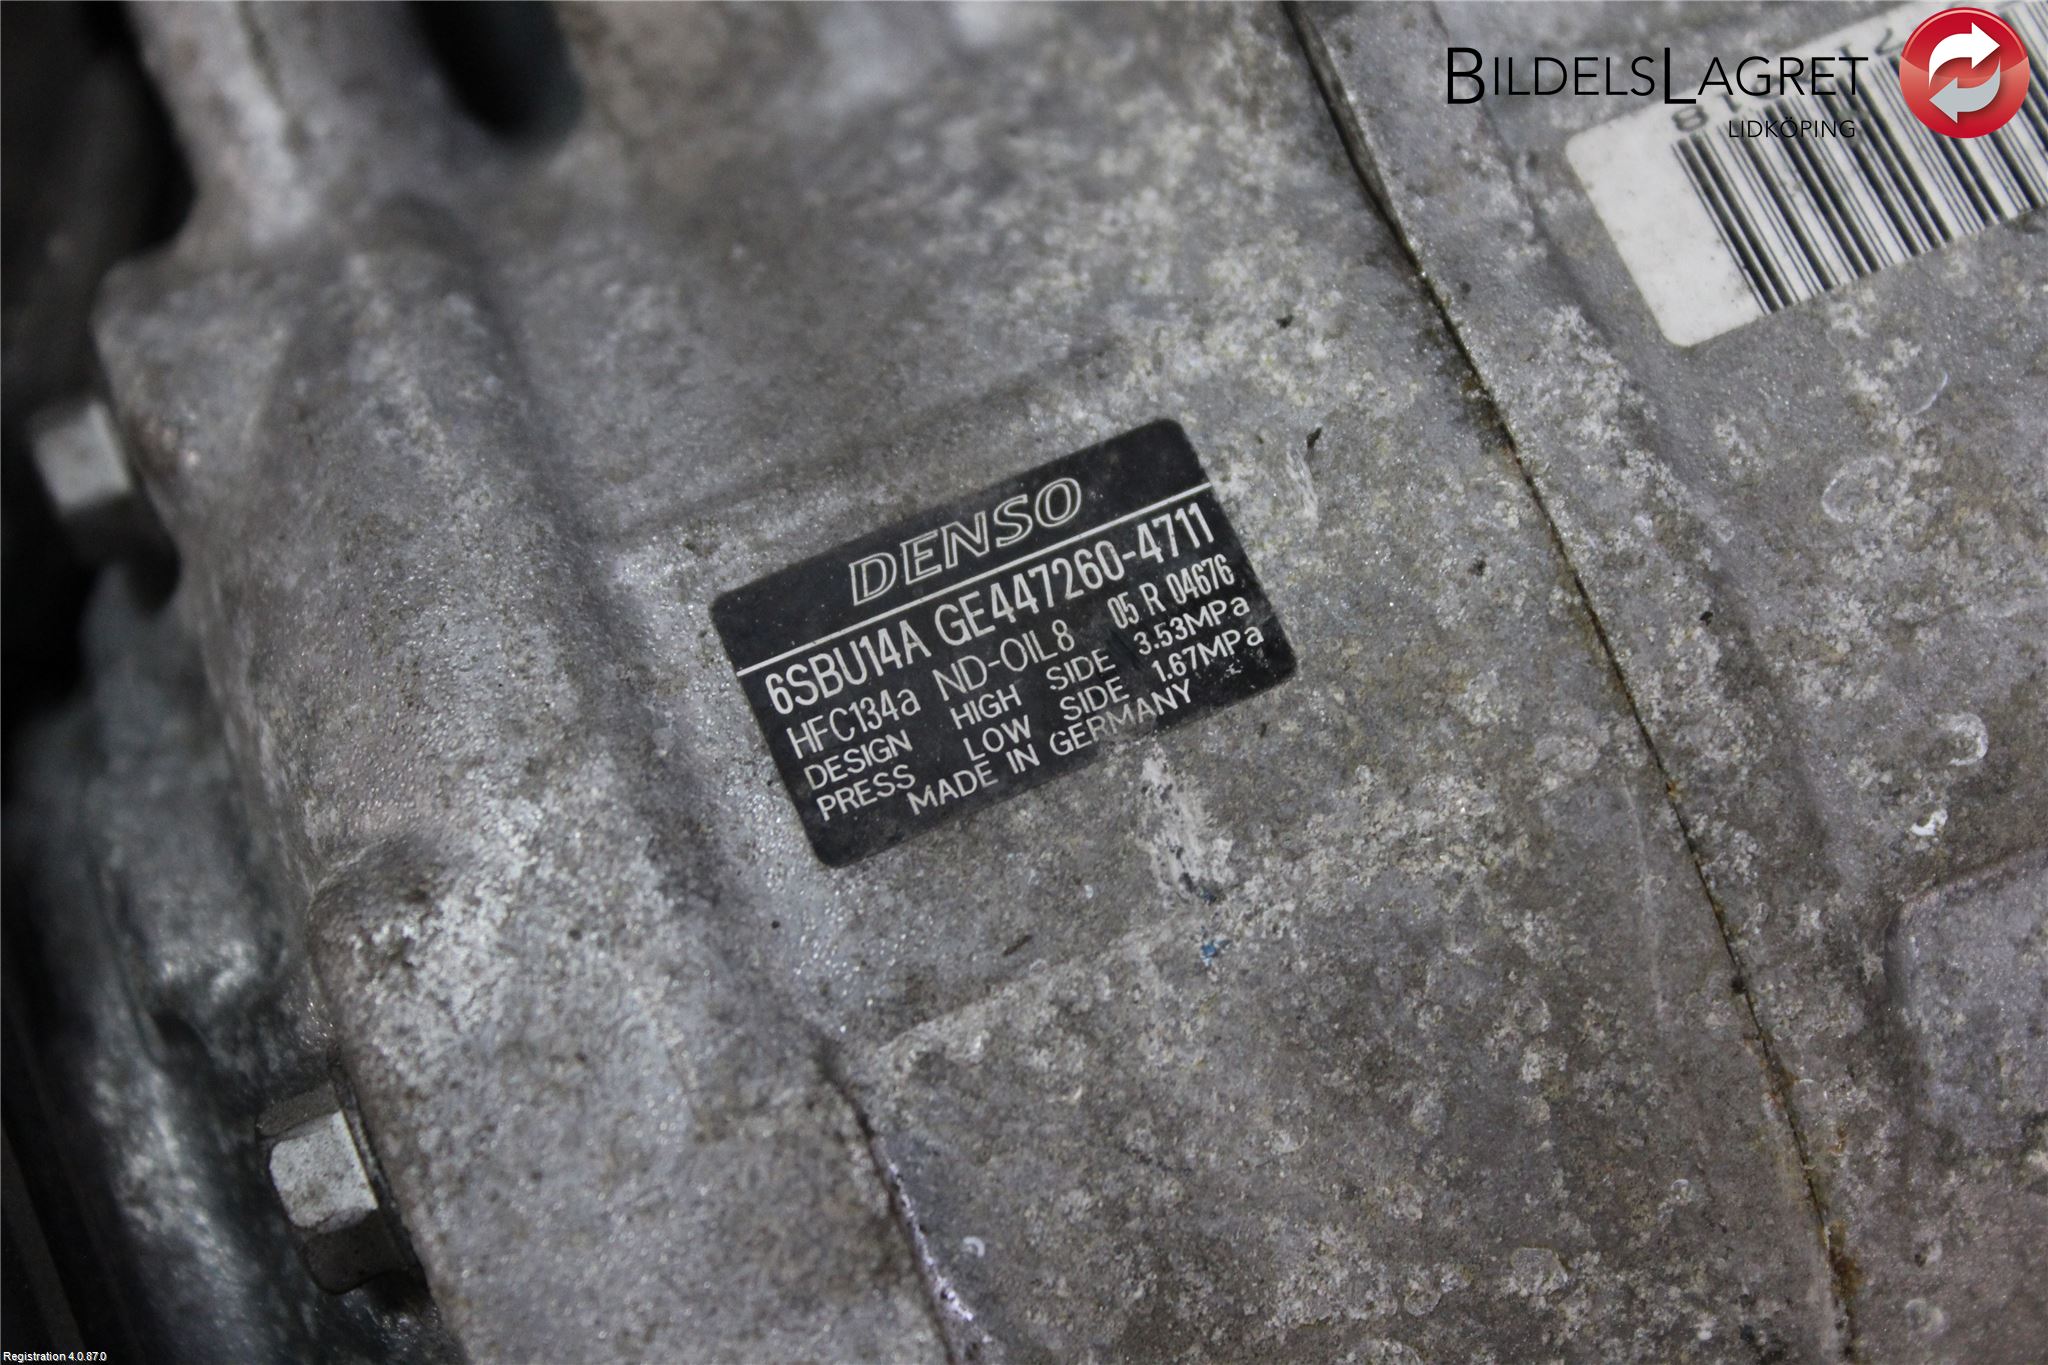 BILDELSLAGRET
LIDKÖPING
DENSO
6SBU14A GE447260-4711
HFC134a ND-OIL8 05 R 04676
DESIGN HIGH SIDE 3.53MPa
PRESS LOW SIDE 1.67MPa
MADE IN GERMANY
Registration 4.0.87.0